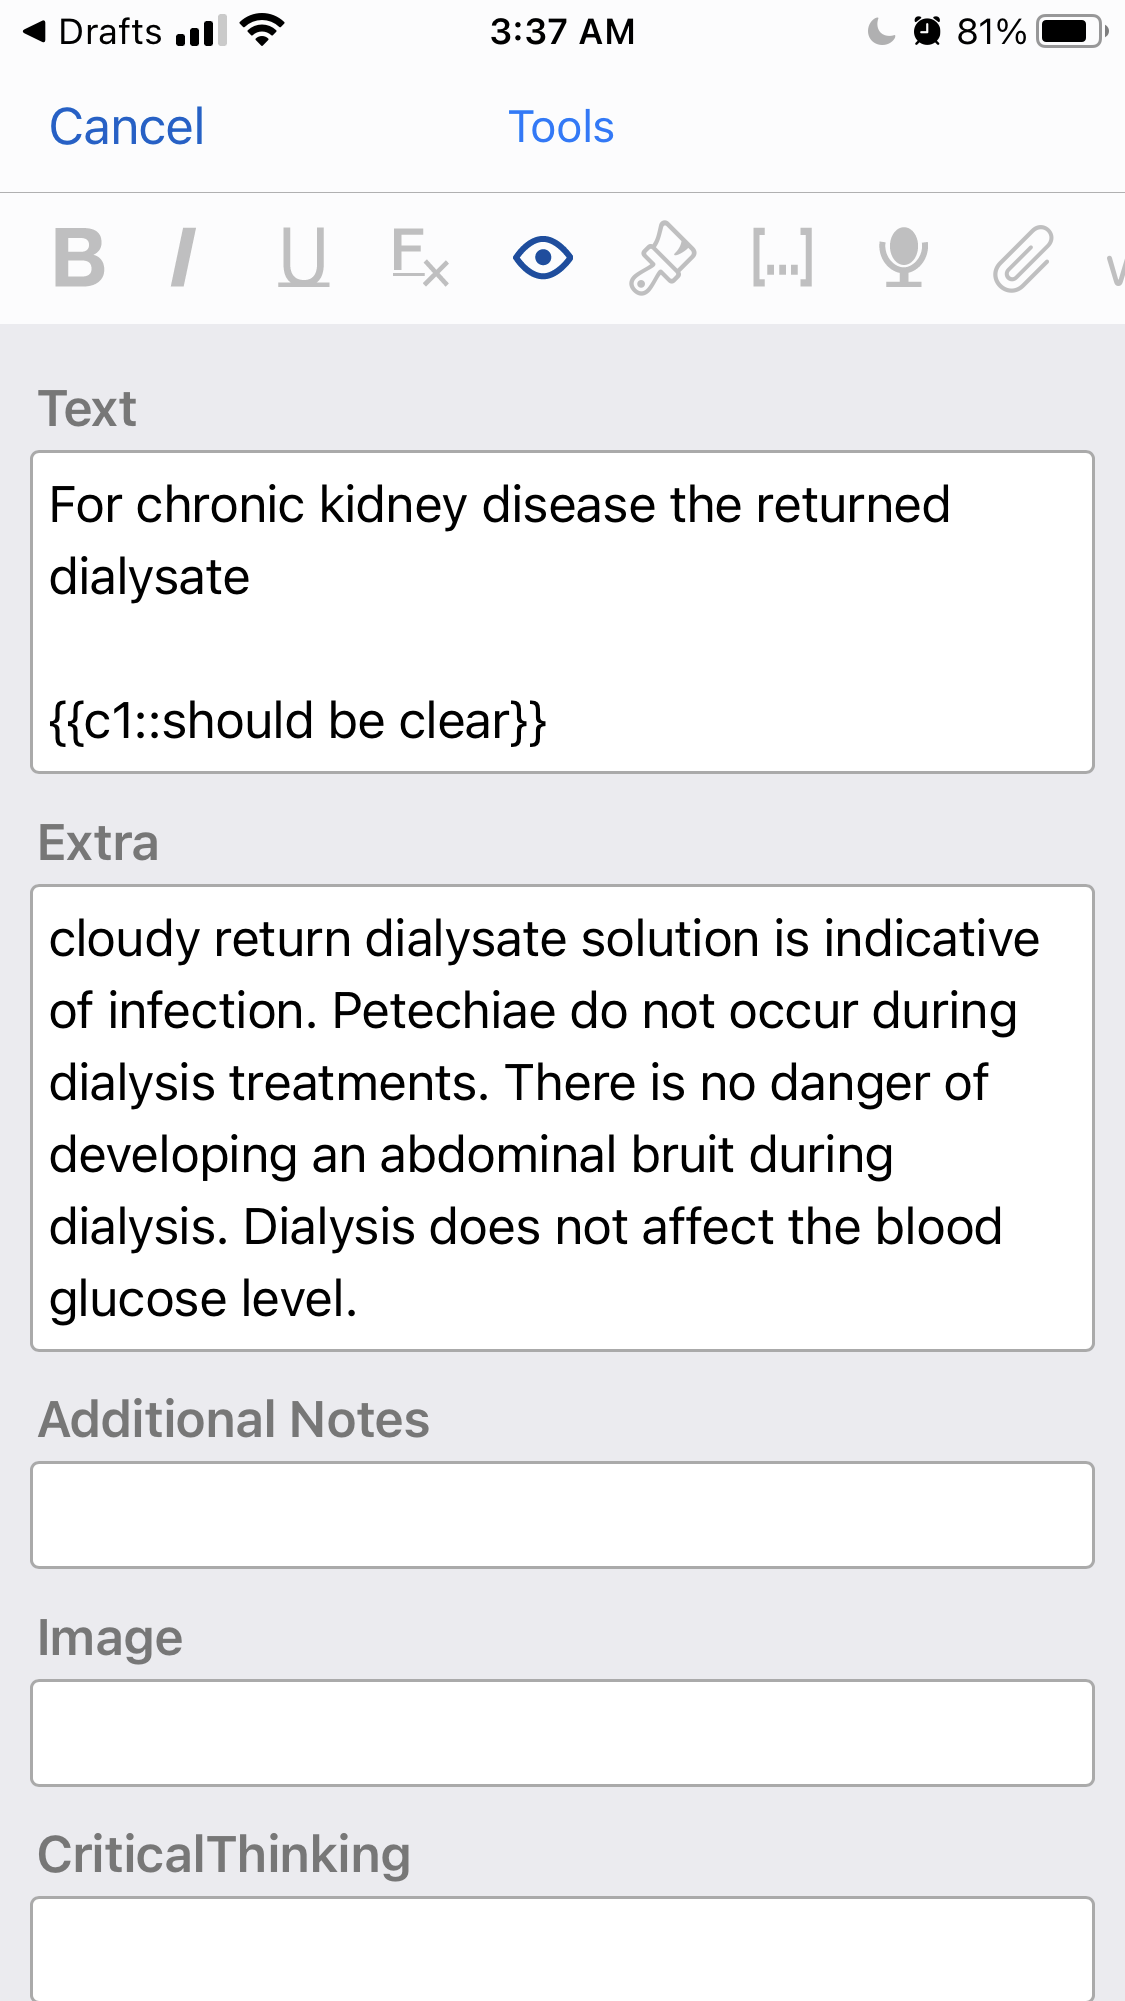 Drafts 3:37 AM 81%
Cancel Tools
B I U Fx [...]
Text
For chronic kidney disease the returned
dialysate
{{c1::should be clear}}
Extra
cloudy return dialysate solution is indicative
of infection. Petechiae do not occur during
dialysis treatments. There is no danger of
developing an abdominal bruit during
dialysis. Dialysis does not affect the blood
glucose level.
Additional Notes
Image
CriticalThinking